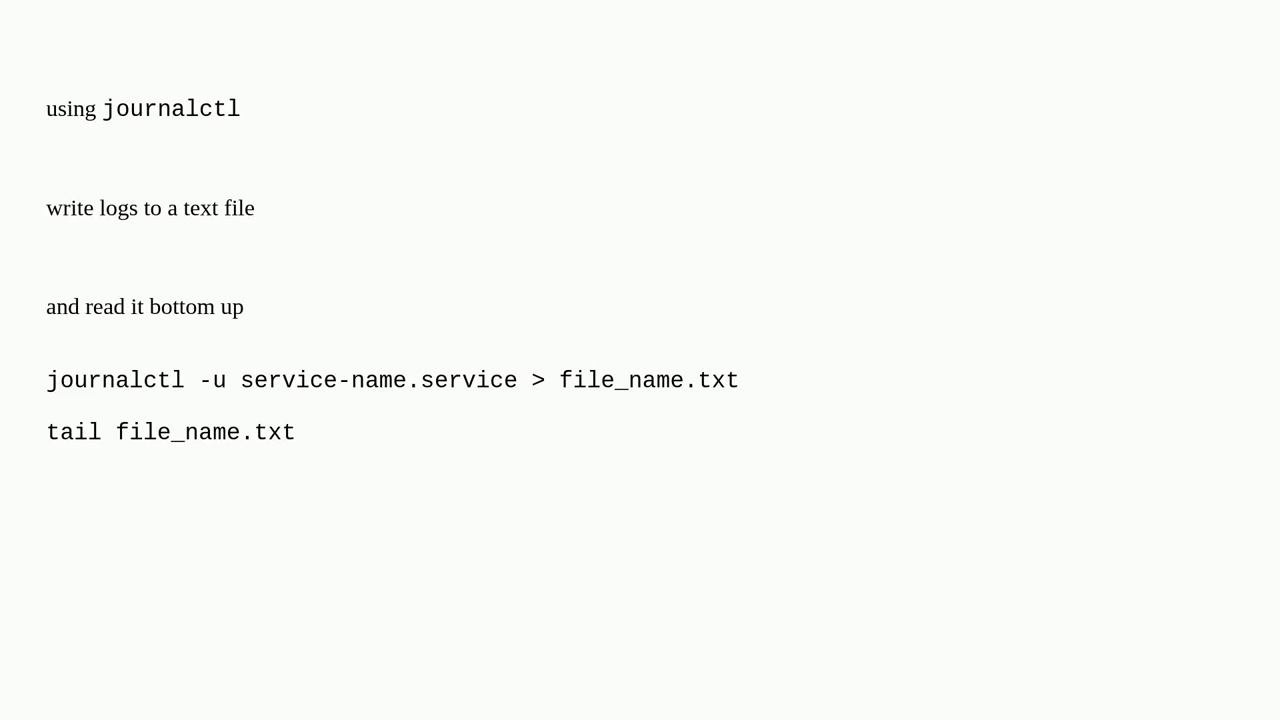 using journalctl
write logs to a text file
and read it bottom up
journalctl -u service-name.service > file_name.txt
tail file_name.txt